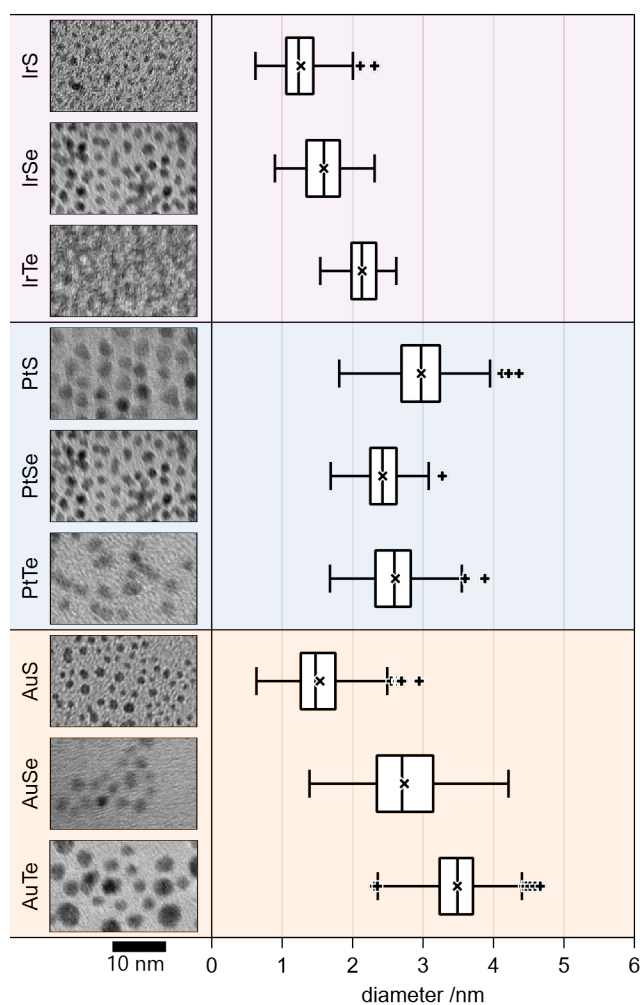 IrS
IrSe
IrTe
PtS
PtSe
PtTe
AuS
AuSe
AuTe
10 nm
0 1 2 3 4 5 6
diameter /nm